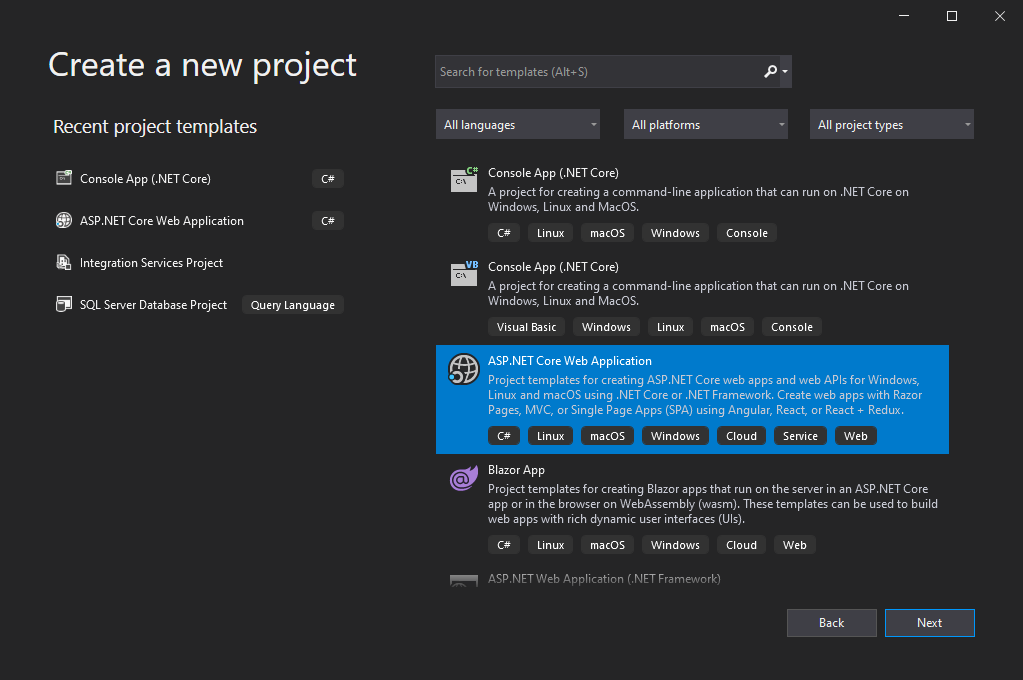 Create a new project
Search for templates (Alt+S)
Recent project templates
All languages
All platforms
All project types
Console App (.NET Core)
C#
ASP.NET Core Web Application
C#
Integration Services Project
SQL Server Database Project
Query Language
C#
C:\
Console App (.NET Core)
A project for creating a command-line application that can run on .NET Core on
Windows, Linux and MacOS.
C# Linux macOS Windows Console
VB
C:\
Console App (.NET Core)
A project for creating a command-line application that can run on .NET Core on
Windows, Linux and MacOS.
Visual Basic Windows Linux macOS Console
ASP.NET Core Web Application
Project templates for creating ASP.NET Core web apps and web APIs for Windows,
Linux and macOS using .NET Core or .NET Framework. Create web apps with Razor
Pages, MVC, or Single Page Apps (SPA) using Angular, React, or React + Redux.
C# Linux macOS Windows Cloud Service Web
Blazor App
Project templates for creating Blazor apps that run on the server in an ASP.NET Core
app or in the browser on WebAssembly (wasm). These templates can be used to build
web apps with rich dynamic user interfaces (UIs).
C# Linux macOS Windows Cloud Web
ASP.NET Web Application (.NET Framework)
Back
Next